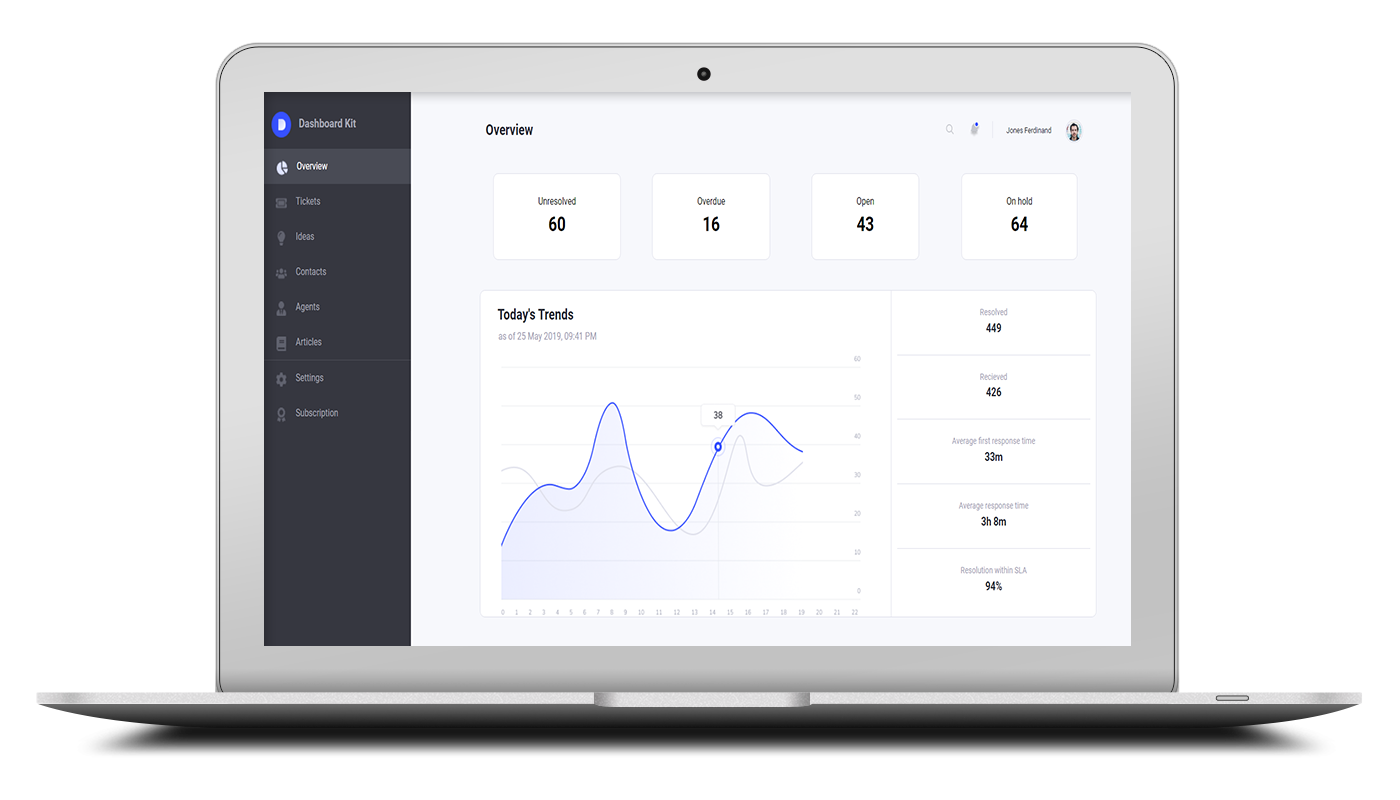 Dashboard Kit
Overview
Tickets
Ideas
Contacts
Agents
Articles
Settings
Subscription
Overview
Jones Ferdinand
Unresolved
60
Overdue
16
Open
43
On hold
64
Today's Trends
as of 25 May 2019, 09:41 PM
60
50
40
30
20
10
0
38
0 1 2 3 4 5 6 7 8 9 10 11 12 13 14 15 16 17 18 19 20 21 22
Resolved
449
Recieved
426
Average first response time
33m
Average response time
3h 8m
Resolution within SLA
94%